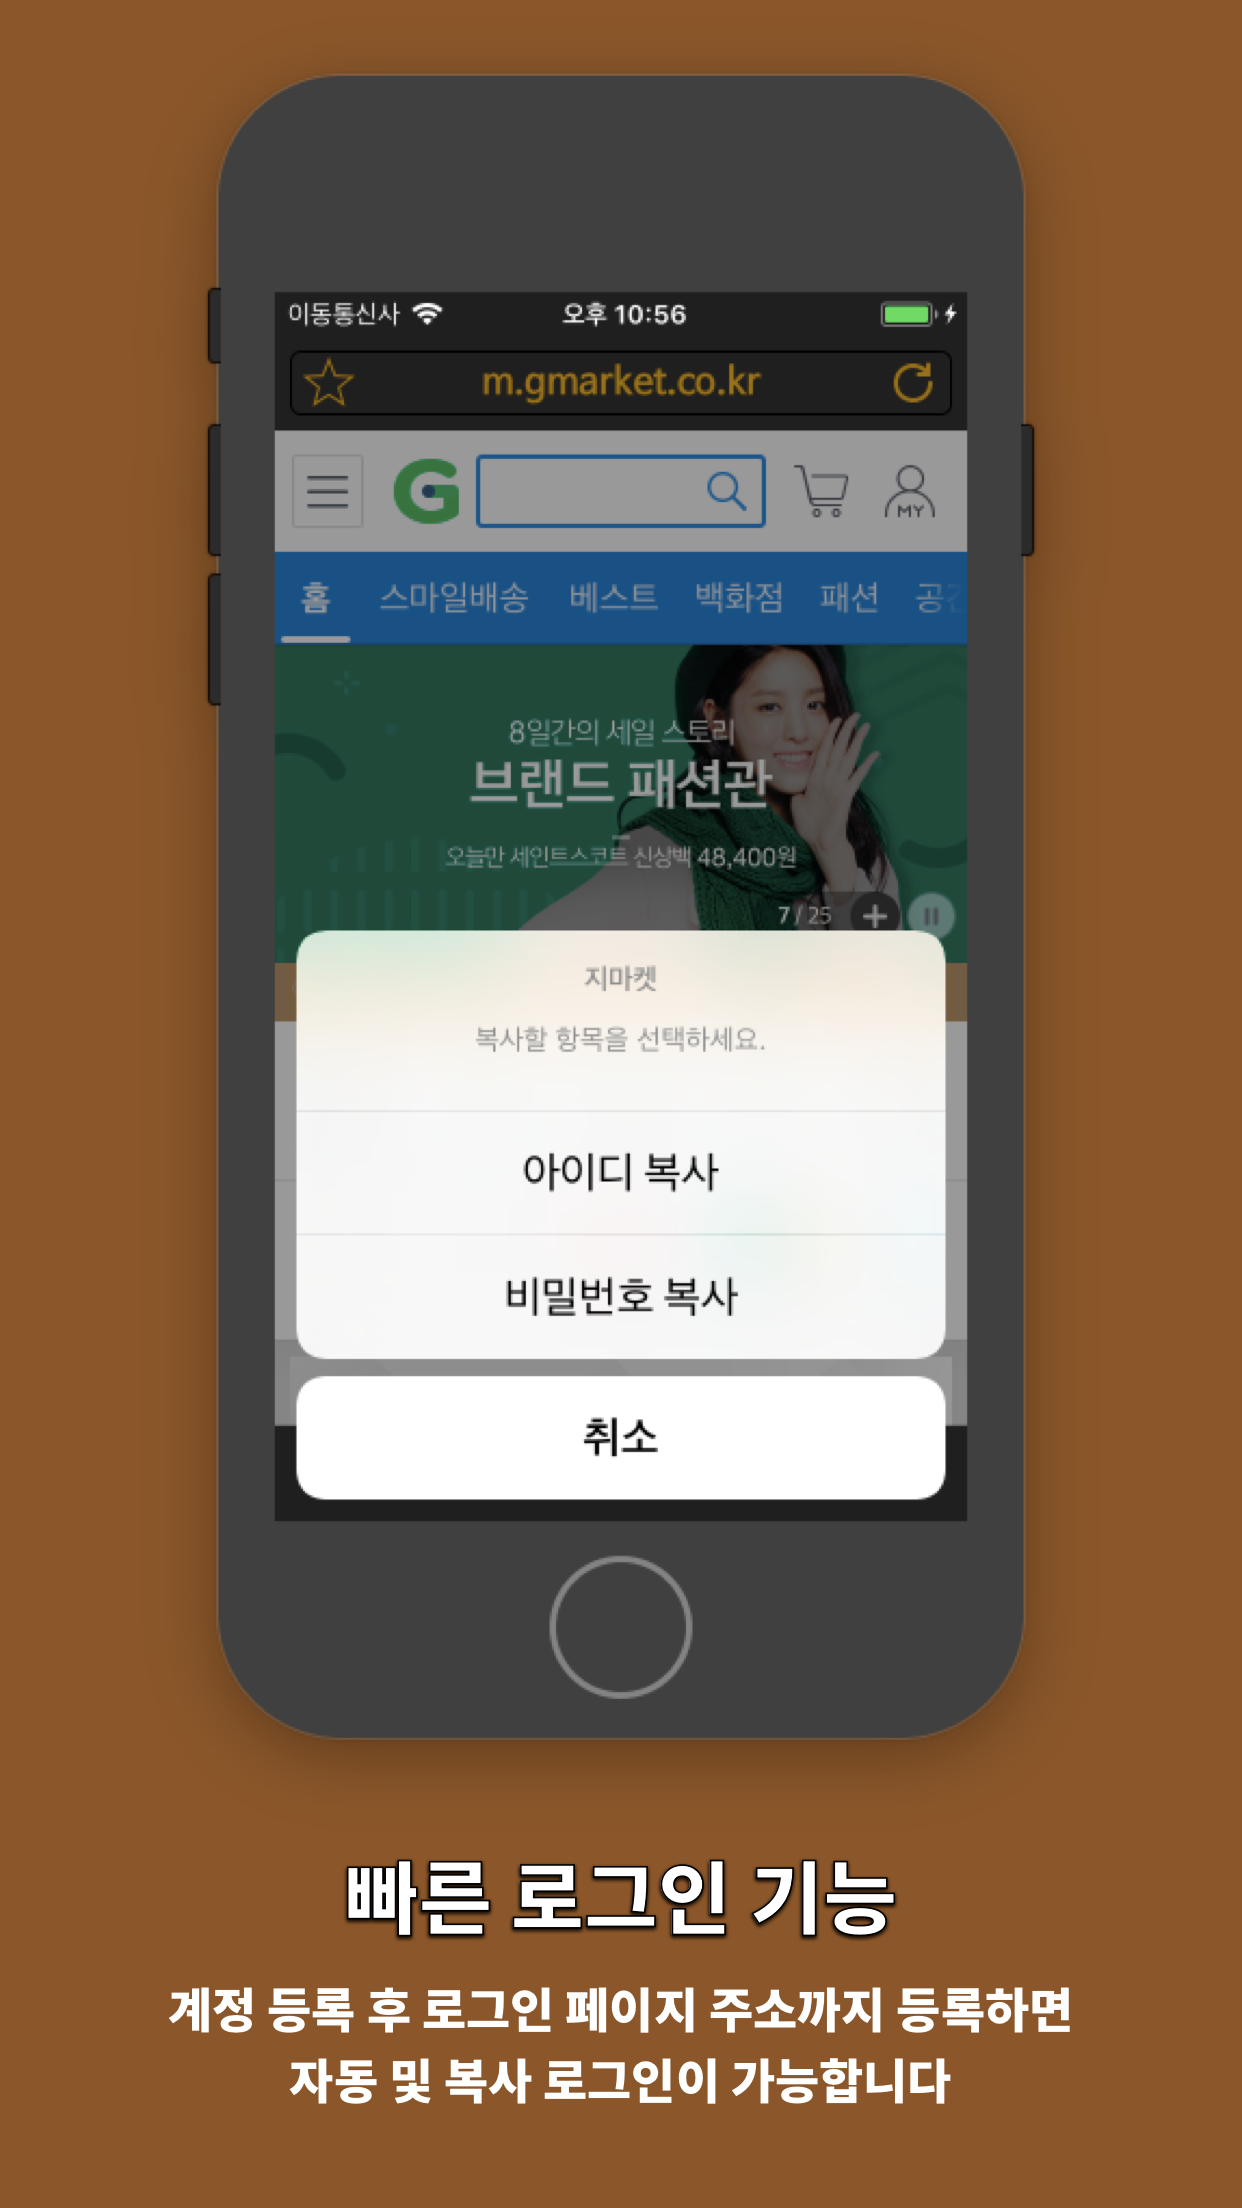 이동통신사
오후 10:56
m.gmarket.co.kr
G
MY
홈 스마일배송 베스트 백화점 패션
8일간의 세일 스토리
브랜드 패션관
오늘만 세인트스코트 신상백 48,400원
7 / 25
지마켓
복사할 항목을 선택하세요.
아이디 복사
비밀번호 복사
취소
빠른 로그인 기능
계정 등록 후 로그인 페이지 주소까지 등록하면
자동 및 복사 로그인이 가능합니다